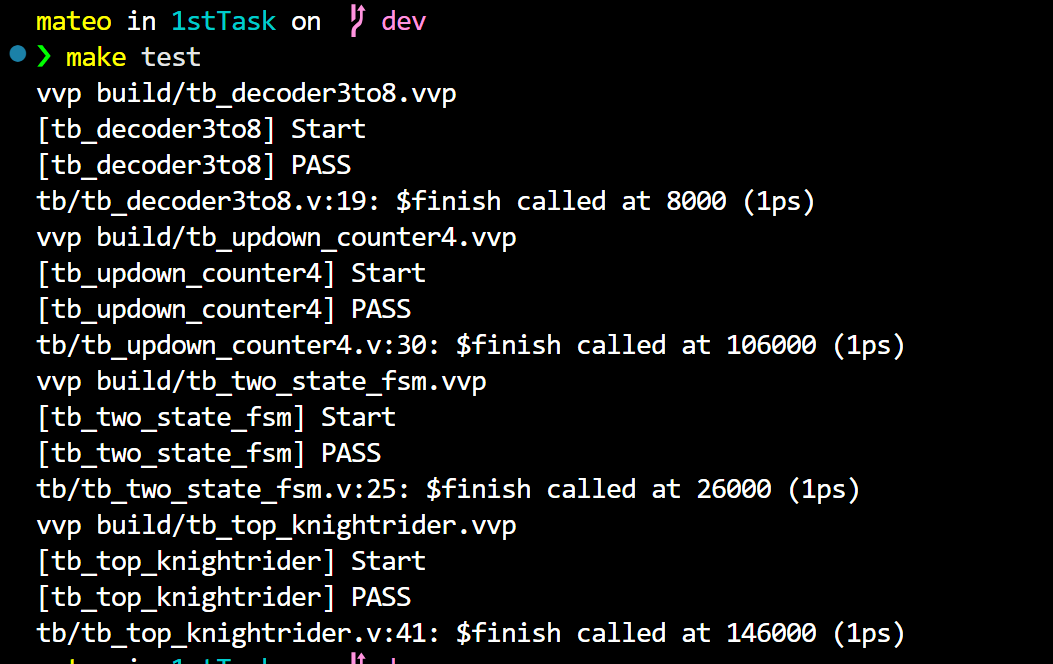 mateo in 1stTask on dev
❯ make test
vvp build/tb_decoder3to8.vvp
[tb_decoder3to8] Start
[tb_decoder3to8] PASS
tb/tb_decoder3to8.v:19: $finish called at 8000 (1ps)
vvp build/tb_updown_counter4.vvp
[tb_updown_counter4] Start
[tb_updown_counter4] PASS
tb/tb_updown_counter4.v:30: $finish called at 106000 (1ps)
vvp build/tb_two_state_fsm.vvp
[tb_two_state_fsm] Start
[tb_two_state_fsm] PASS
tb/tb_two_state_fsm.v:25: $finish called at 26000 (1ps)
vvp build/tb_top_knightrider.vvp
[tb_top_knightrider] Start
[tb_top_knightrider] PASS
tb/tb_top_knightrider.v:41: $finish called at 146000 (1ps)